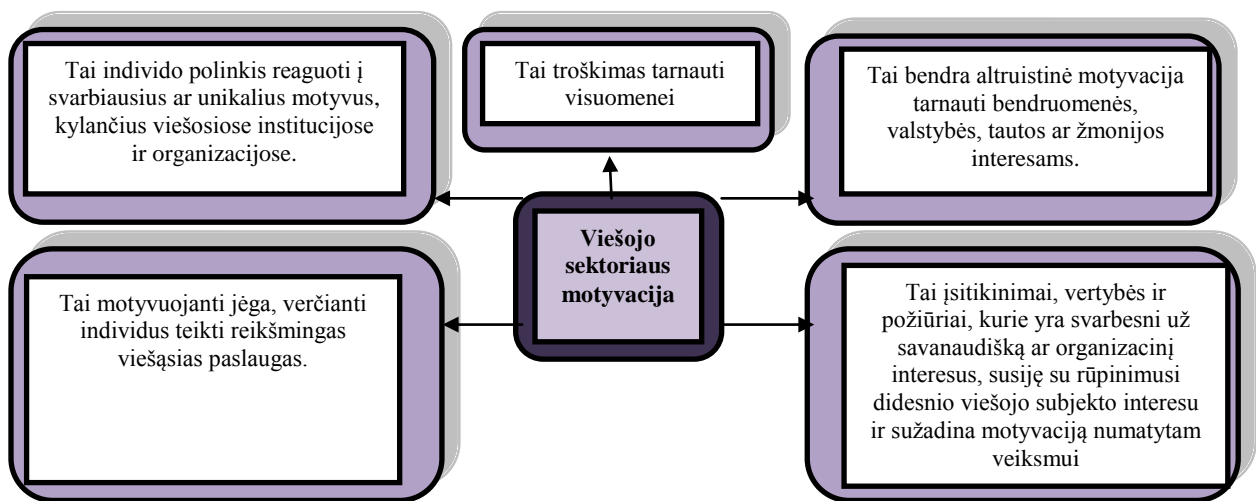 Tai individo polinkis reaguoti į
svarbiausius ar unikalius motyvus,
kylančius viešosiose institucijose
ir organizacijose.
Tai troškimas tarnauti
visuomenei
Tai bendra altruistinė motyvacija
tarnauti bendruomenės,
valstybės, tautos ar žmonijos
interesams.
Viešojo
sektoriaus
motyvacija
Tai motyvuojanti jėga, verčianti
individus teikti reikšmingas
viešąsias paslaugas.
Tai įsitikinimai, vertybės ir
požiūriai, kurie yra svarbesni už
savanaudišką ar organizacinį
interesus, susiję su rūpinimusi
didesnio viešojo subjekto interesu
ir sužadina motyvaciją numatytam
veiksmui